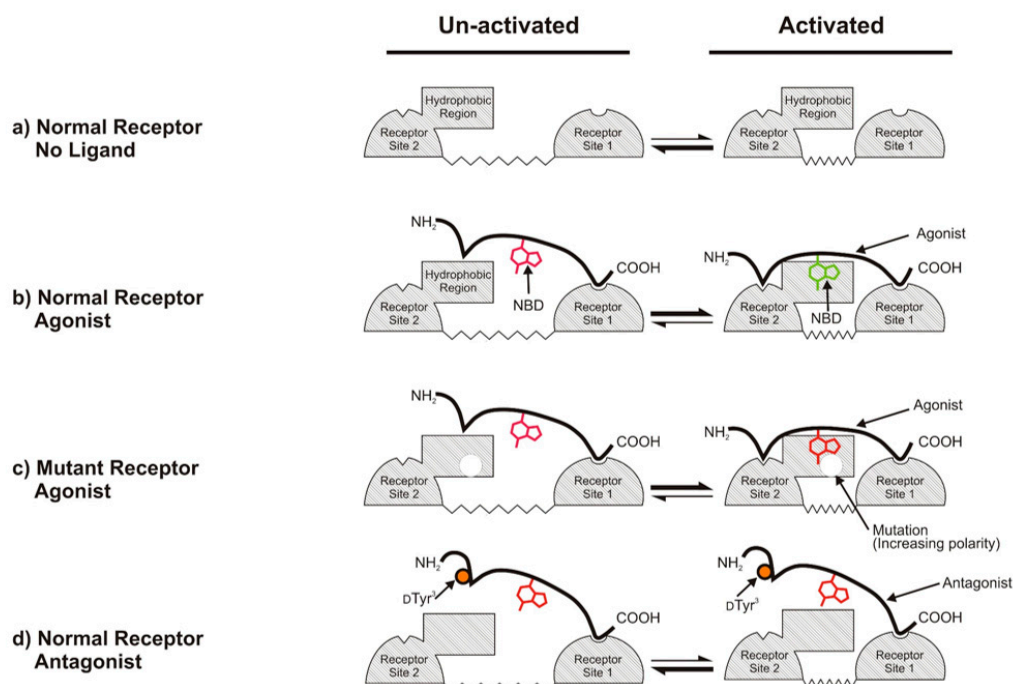 Un-activated
Activated
a) Normal Receptor
No Ligand
Hydrophobic
Region
Receptor
Site 2
Receptor
Site 1
Hydrophobic
Region
Receptor
Site 2
Receptor
Site 1
b) Normal Receptor
Agonist
NH2
COOH
Hydrophobic
Region
NBD
Receptor
Site 2
Receptor
Site 1
Agonist
NH2
COOH
NBD
Receptor
Site 2
Receptor
Site 1
c) Mutant Receptor
Agonist
NH2
COOH
Receptor
Site 2
Receptor
Site 1
Agonist
NH2
COOH
Receptor
Site 2
Receptor
Site 1
Mutation
(Increasing polarity)
d) Normal Receptor
Antagonist
NH2
DTyr3
COOH
Receptor
Site 2
Receptor
Site 1
NH2
DTyr3
Antagonist
COOH
Receptor
Site 2
Receptor
Site 1